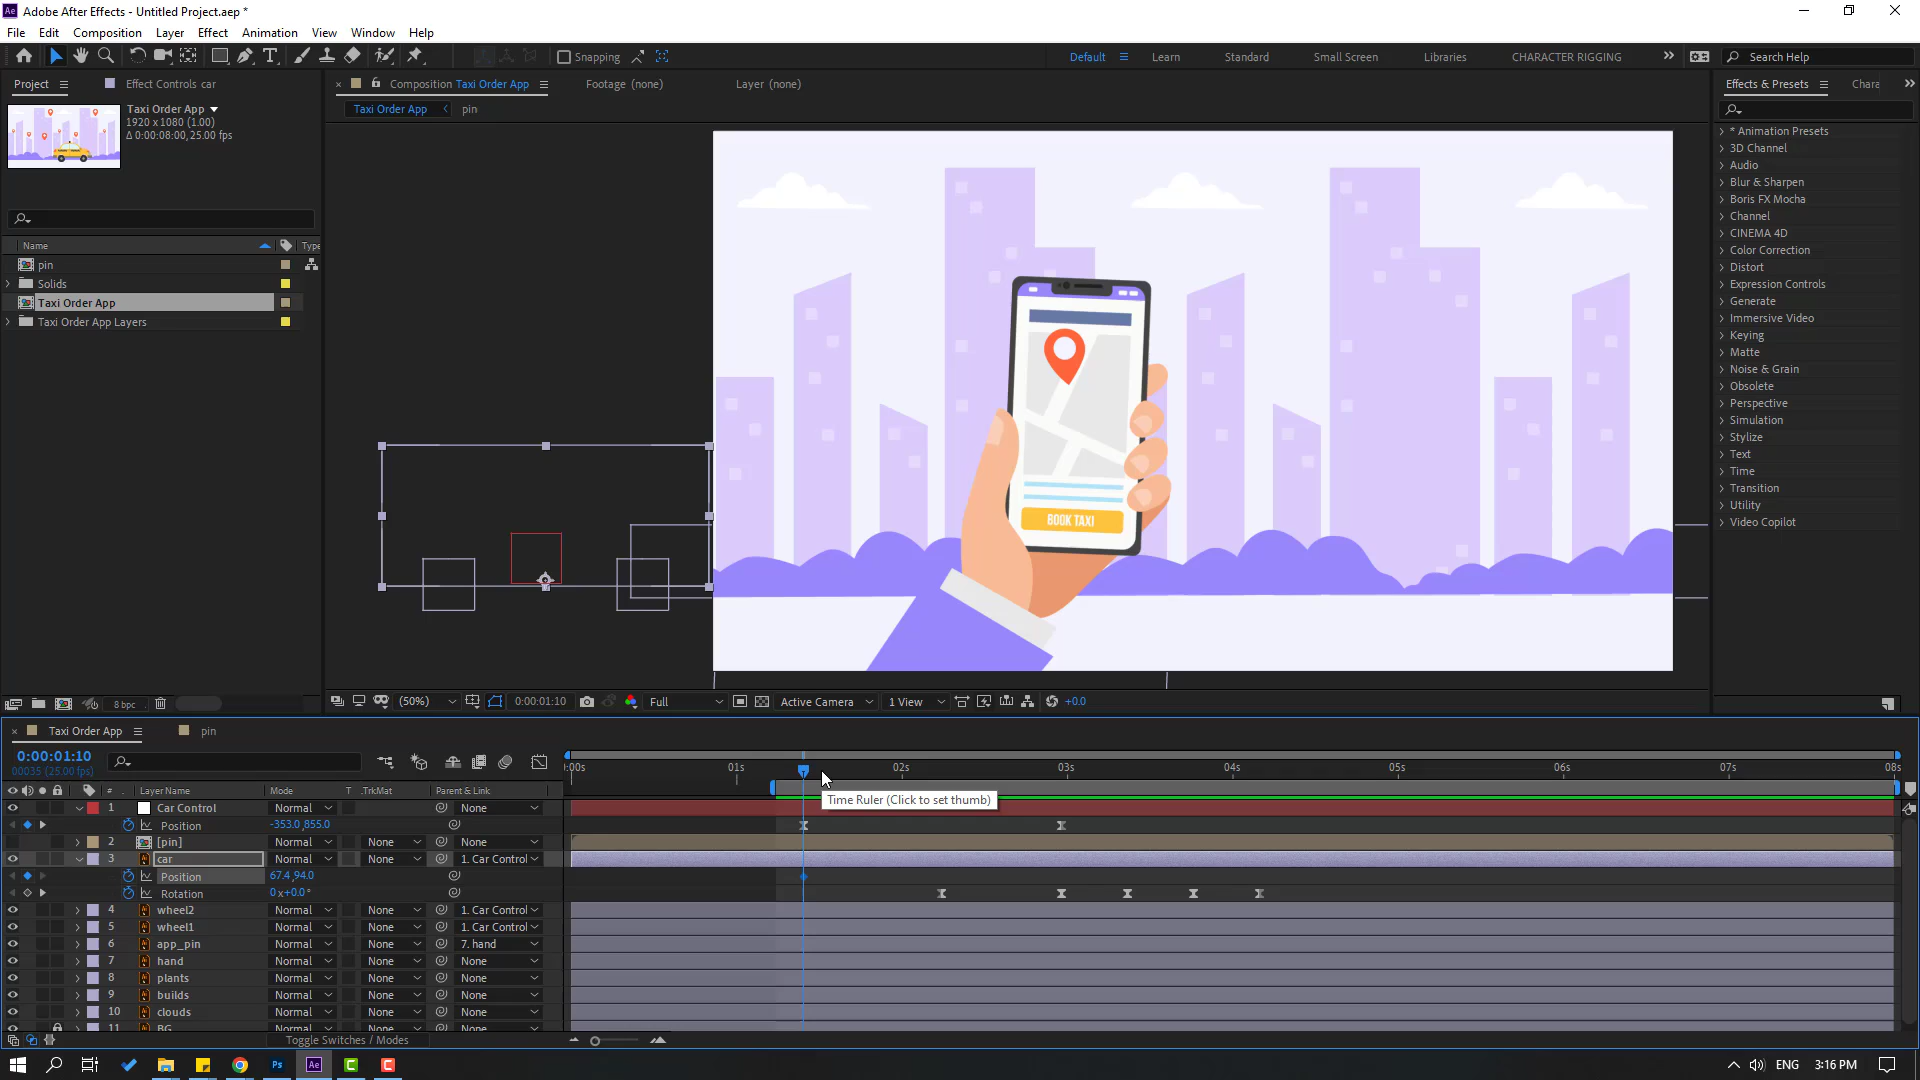 Adobe After Effects - Untitled Project.aep *
File Edit Composition Layer Effect Animation View Window Help
Snapping Default Learn Standard Small Screen Libraries CHARACTER RIGGING Search Help
Project Effect Controls car Composition Taxi Order App Footage (none) Layer (none) Effects & Presets Chara
Taxi Order App
1920 x 1080 (1.00)
Δ 0:00:08:00, 25.00 fps
Taxi Order App pin
Name Type
pin
Solids
Taxi Order App
Taxi Order App Layers
BOOK TAXI
* Animation Presets
3D Channel
Audio
Blur & Sharpen
Boris FX Mocha
Channel
CINEMA 4D
Color Correction
Distort
Expression Controls
Generate
Immersive Video
Keying
Matte
Noise & Grain
Obsolete
Perspective
Simulation
Stylize
Text
Time
Transition
Utility
Video Copilot
8 bpc (50%) 0:00:01:10 Full Active Camera 1 View +0.0
Taxi Order App pin
0:00:01:10
00035 (25.00 fps)
:00s 01s 02s 03s 04s 05s 06s 07s 08s
Time Ruler (Click to set thumb)
# Layer Name Mode T .TrkMat Parent & Link
1 Car Control Normal None
Position -353.0,855.0
2 [pin] Normal None None
3 car Normal None 1. Car Control
Position 67.4,94.0
Rotation 0x+0.0°
4 wheel2 Normal None 1. Car Control
5 wheel1 Normal None 1. Car Control
6 app_pin Normal None 7. hand
7 hand Normal None None
8 plants Normal None None
9 builds Normal None None
10 clouds Normal None None
11 BG
Toggle Switches / Modes
Ps Ae C C ENG 3:16 PM